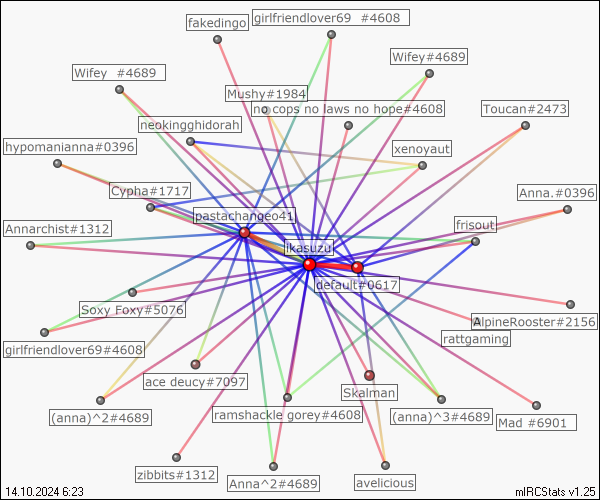 fakedingo
girlfriendlover69 #4608
Wifey #4689
Wifey #4689
Mushy#1984
no cops no laws no hope#4608
Toucan#2473
neokingghidorah
hypomanianna#0396
xenoyaut
Cypha#1717
Anna.#0396
pastachangeo41
frisout
Annarchist#1312
ikasuzu
default#0617
Soxy Foxy#5076
AlpineRooster#2156
rattgaming
girlfriendlover69#4608
ace deucy#7097
Skalman
(anna)^2#4689
ramshackle gorey#4608
(anna)^3#4689
Mad #6901
zibbits#1312
Anna^2#4689
avelicious
14.10.2024 6:23
mIRCStats v1.25